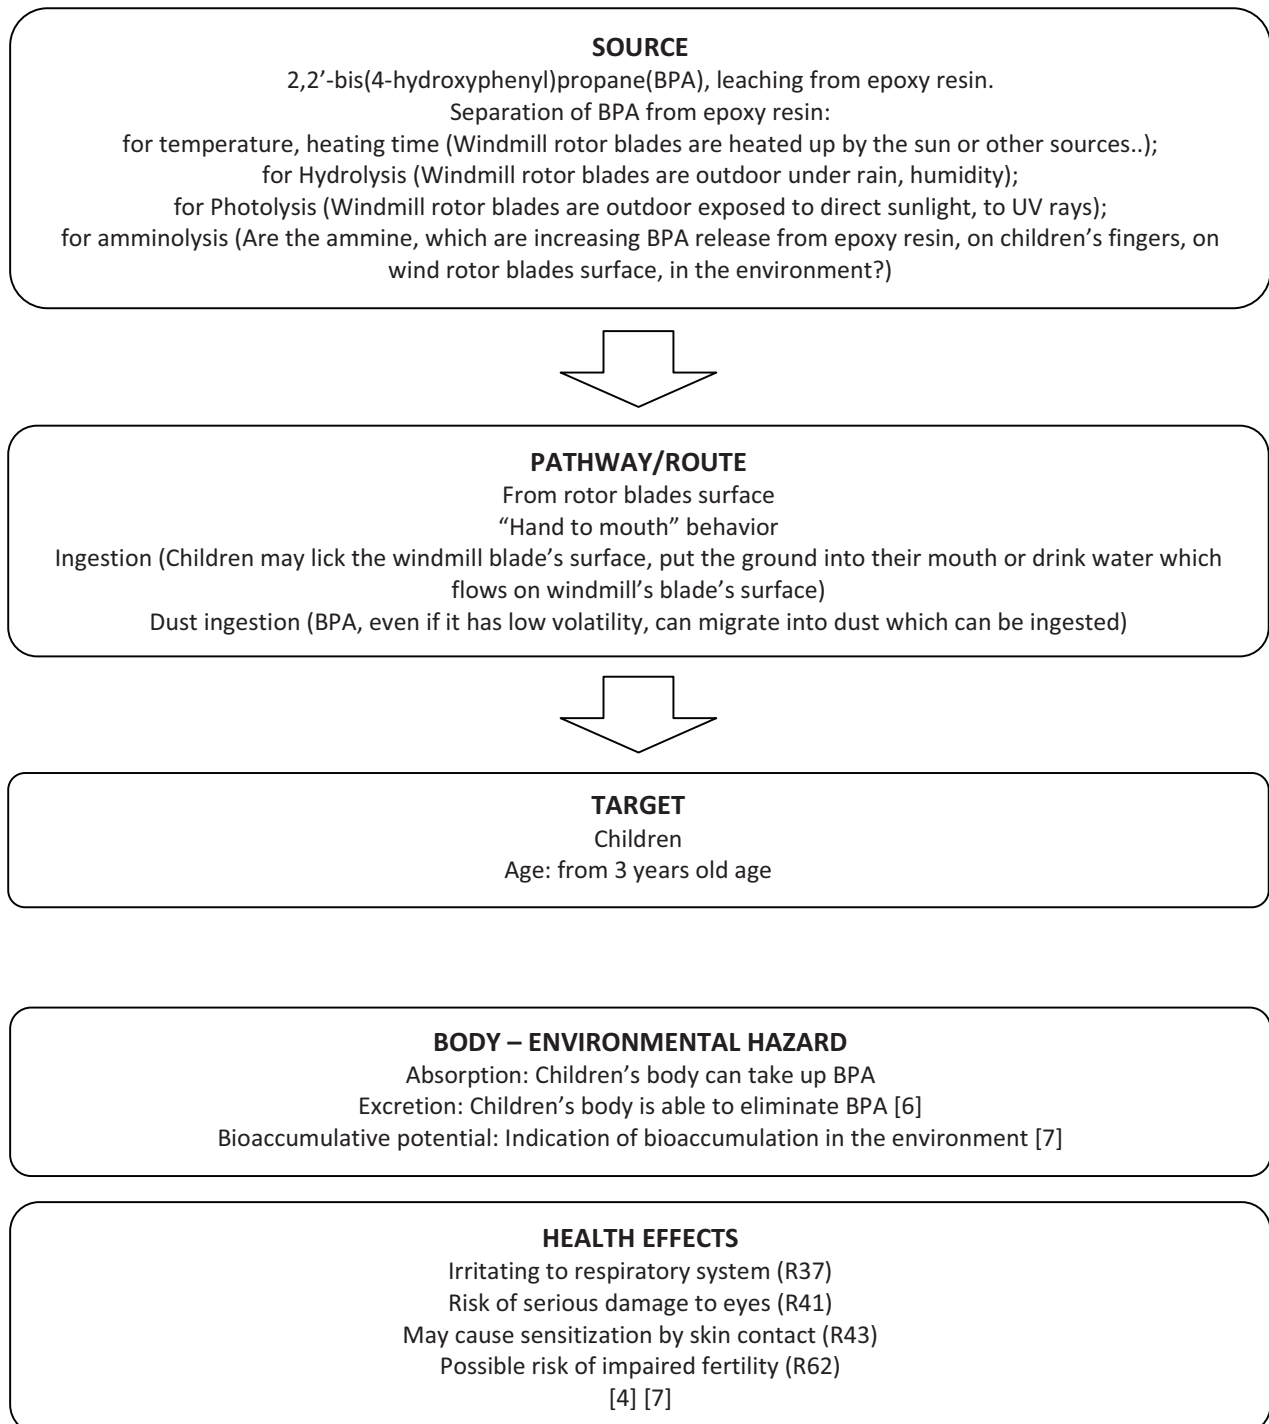 SOURCE
2,2’-bis(4-hydroxyphenyl)propane(BPA), leaching from epoxy resin.
Separation of BPA from epoxy resin:
for temperature, heating time (Windmill rotor blades are heated up by the sun or other sources..);
for Hydrolysis (Windmill rotor blades are outdoor under rain, humidity);
for Photolysis (Windmill rotor blades are outdoor exposed to direct sunlight, to UV rays);
for amminolysis (Are the ammine, which are increasing BPA release from epoxy resin, on children’s fingers, on
wind rotor blades surface, in the environment?)
PATHWAY/ROUTE
From rotor blades surface
“Hand to mouth” behavior
Ingestion (Children may lick the windmill blade’s surface, put the ground into their mouth or drink water which
flows on windmill’s blade’s surface)
Dust ingestion (BPA, even if it has low volatility, can migrate into dust which can be ingested)
TARGET
Children
Age: from 3 years old age
BODY – ENVIRONMENTAL HAZARD
Absorption: Children’s body can take up BPA
Excretion: Children’s body is able to eliminate BPA [6]
Bioaccumulative potential: Indication of bioaccumulation in the environment [7]
HEALTH EFFECTS
Irritating to respiratory system (R37)
Risk of serious damage to eyes (R41)
May cause sensitization by skin contact (R43)
Possible risk of impaired fertility (R62)
[4] [7]